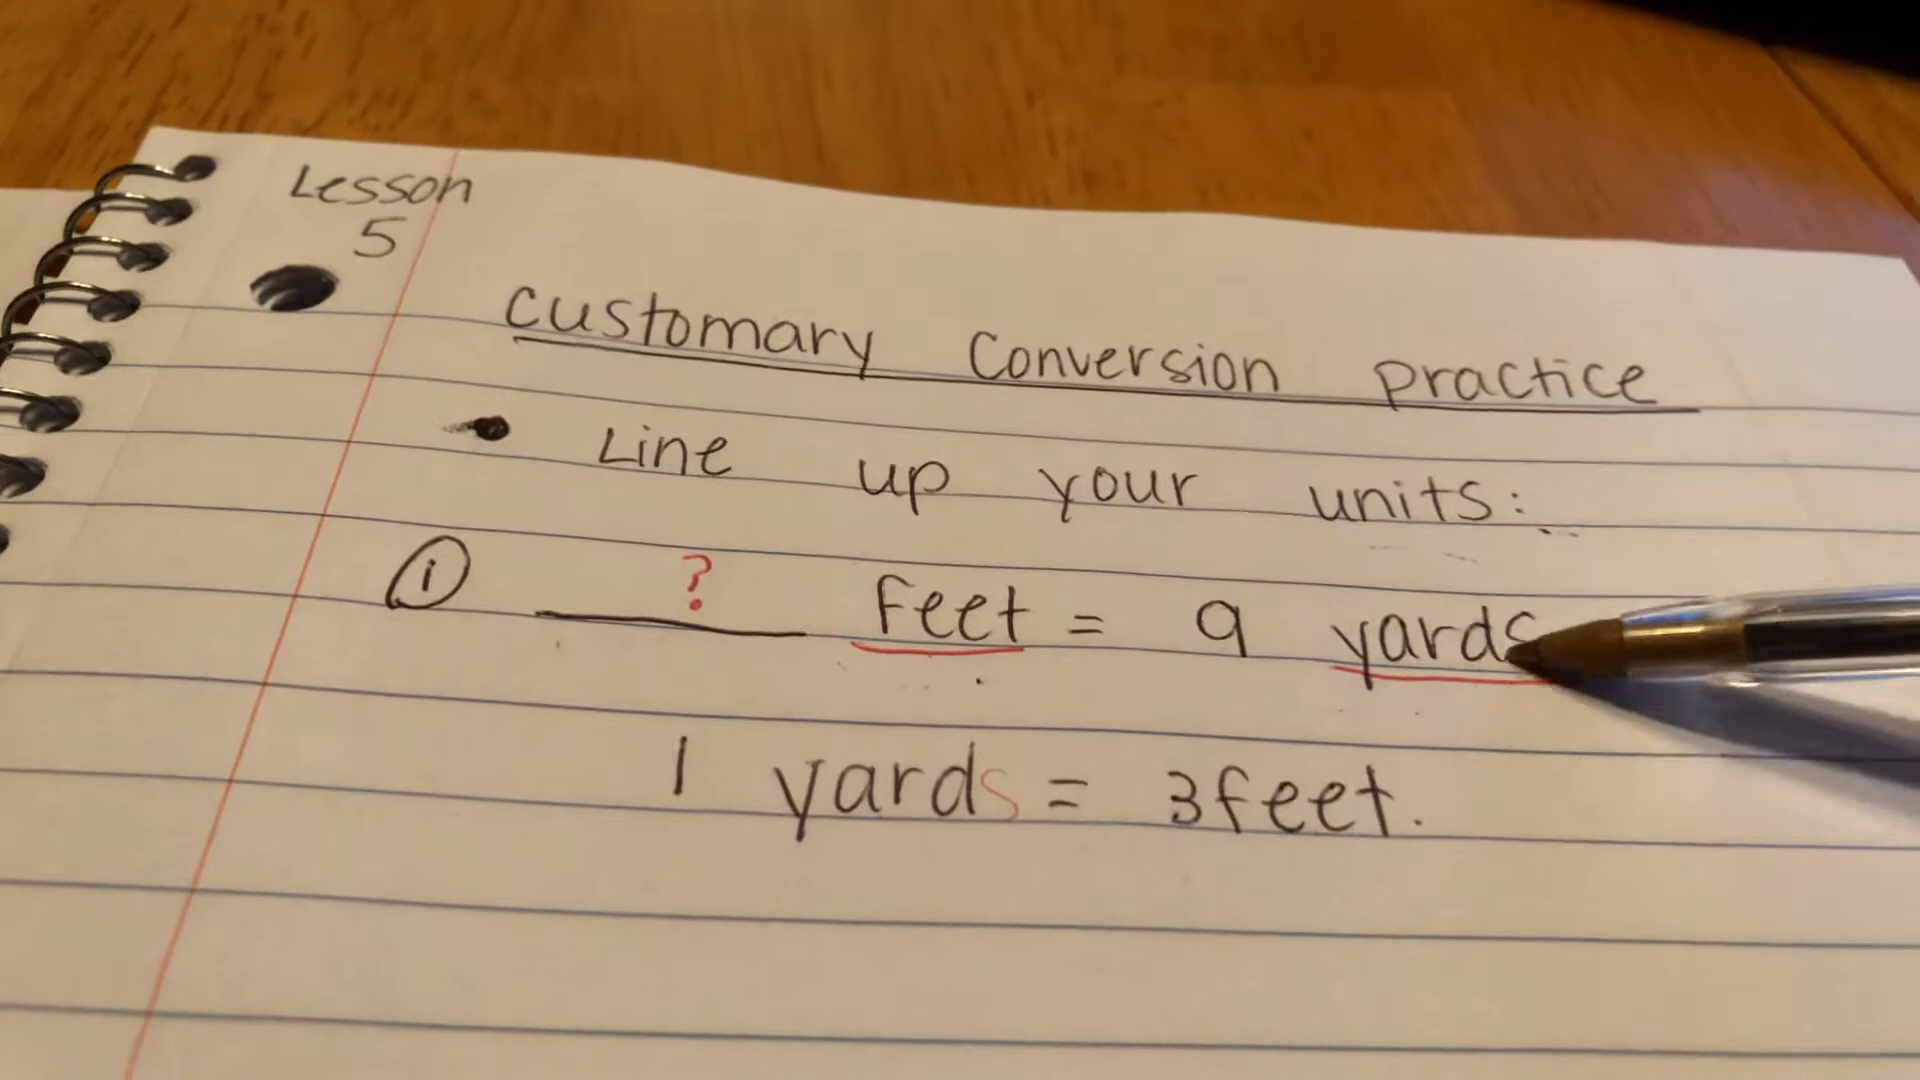 Lesson
5
Customary Conversion practice
• Line up your units:
① ? feet = 9 yards
1 yards = 3feet.